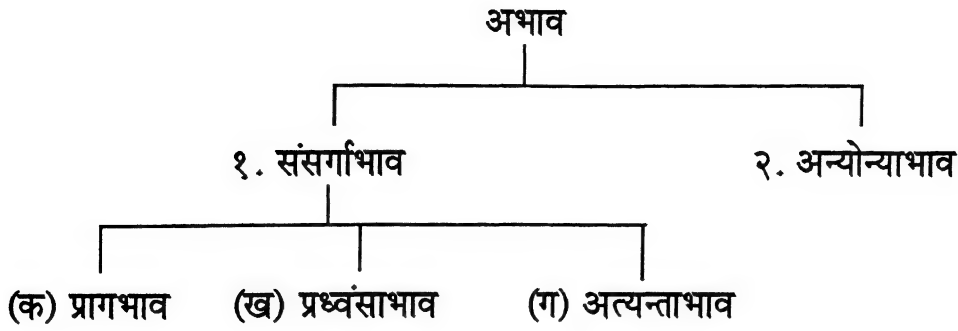 अभाव
१. संसर्गाभाव २. अन्योन्याभाव
(क) प्रागभाव (ख) प्रध्वंसाभाव (ग) अत्यन्ताभाव